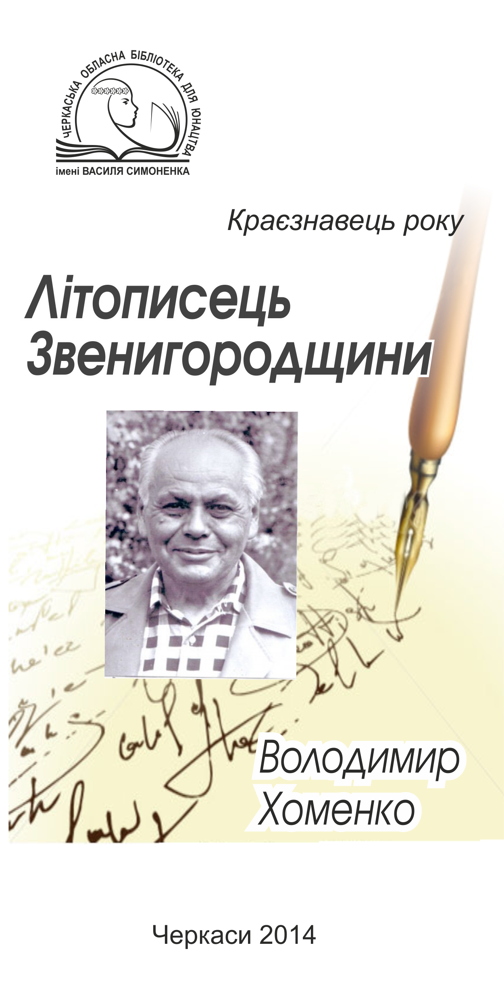 ЧЕРКАСЬКА ОБЛАСНА БІБЛІОТЕКА ДЛЯ ЮНАЦТВА
імені ВАСИЛЯ СИМОНЕНКА
Краєзнавець року
Літописець
Звенигородщини
Володимир
Хоменко
Черкаси 2014